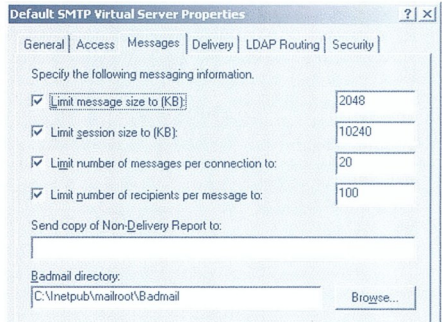 Default SMTP Virtual Server Properties ? ×
General Access Messages Delivery LDAP Routing Security
Specify the following messaging information.
Limit message size to (KB): 2048
Limit session size to (KB): 10240
Limit number of messages per connection to: 20
Limit number of recipients per message to: 100
Send copy of Non-Delivery Report to:
Badmail directory:
C:\Inetpub\mailroot\Badmail Browse...